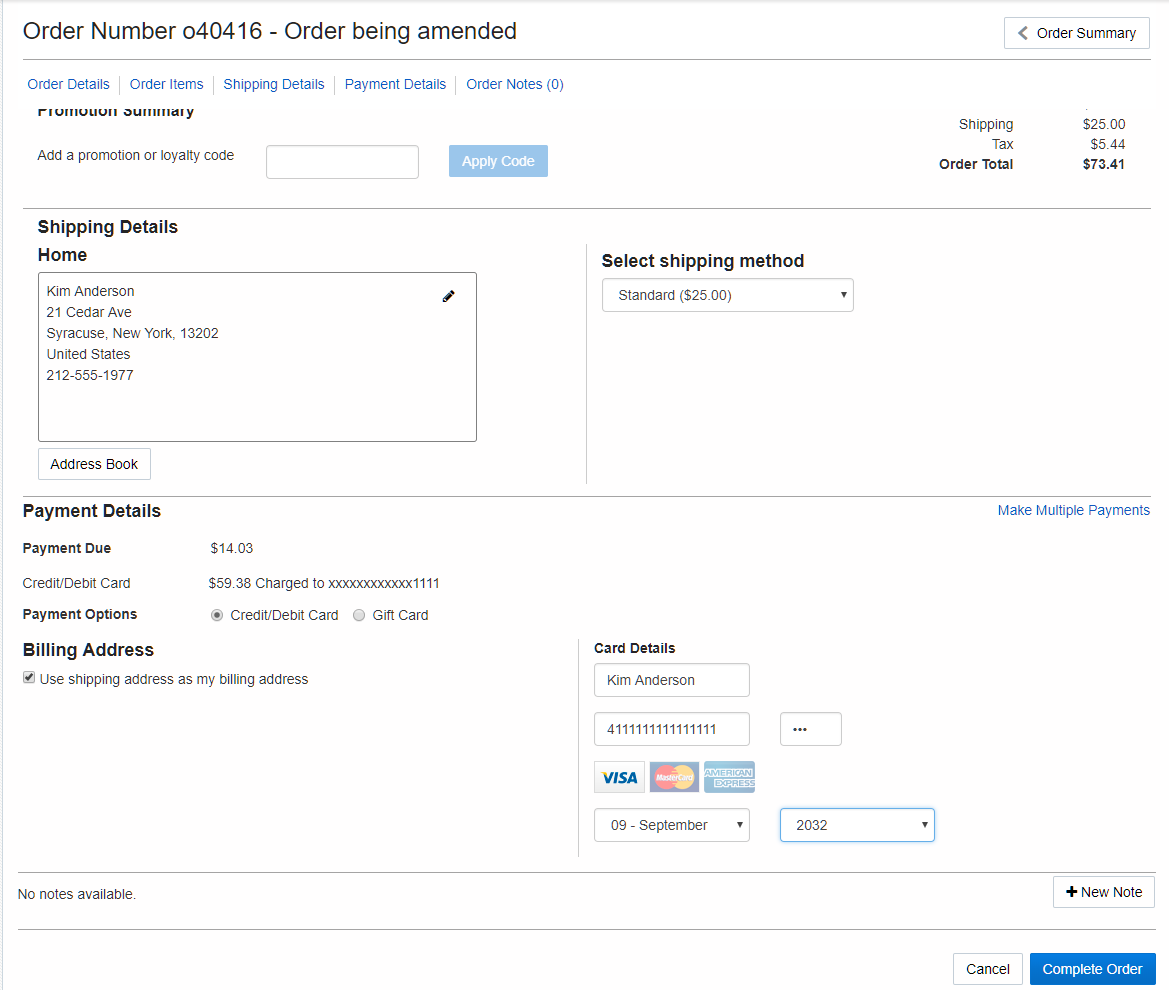 Order Number o40416 - Order being amended
Order Summary
Order Details Order Items Shipping Details Payment Details Order Notes (0)
Promotion Summary
Shipping $25.00
Add a promotion or loyalty code Apply Code
Tax $5.44
Order Total $73.41
Shipping Details
Home
Kim Anderson
21 Cedar Ave
Syracuse, New York, 13202
United States
212-555-1977
Address Book
Select shipping method
Standard ($25.00)
Payment Details
Make Multiple Payments
Payment Due $14.03
Credit/Debit Card $59.38 Charged to xxxxxxxxxxxx1111
Payment Options Credit/Debit Card Gift Card
Billing Address
Use shipping address as my billing address
Card Details
Kim Anderson
4111111111111111 •••
VISA MasterCard AMERICAN EXPRESS
09 - September 2032
No notes available.
New Note
Cancel Complete Order